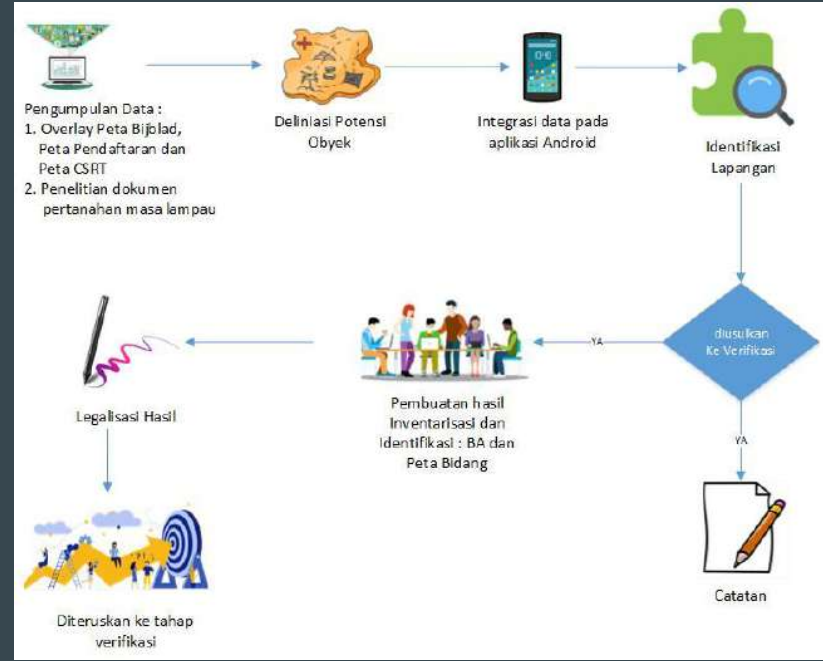 Pengumpulan Data :
1. Overlay Peta Bijblad,
Peta Pendaftaran dan
Peta CSRT
2. Penelitian dokumen
pertanahan masa lampau
Deliniasi Potensi
Obyek
Integrasi data pada
aplikasi Android
Identifikasi
Lapangan
diusulkan
Ke Verifikasi
YA
YA
Catatan
Pembuatan hasil
Inventarisasi dan
Identifikasi : BA dan
Peta Bidang
Legalisasi Hasil
Diteruskan ke tahap
verifikasi